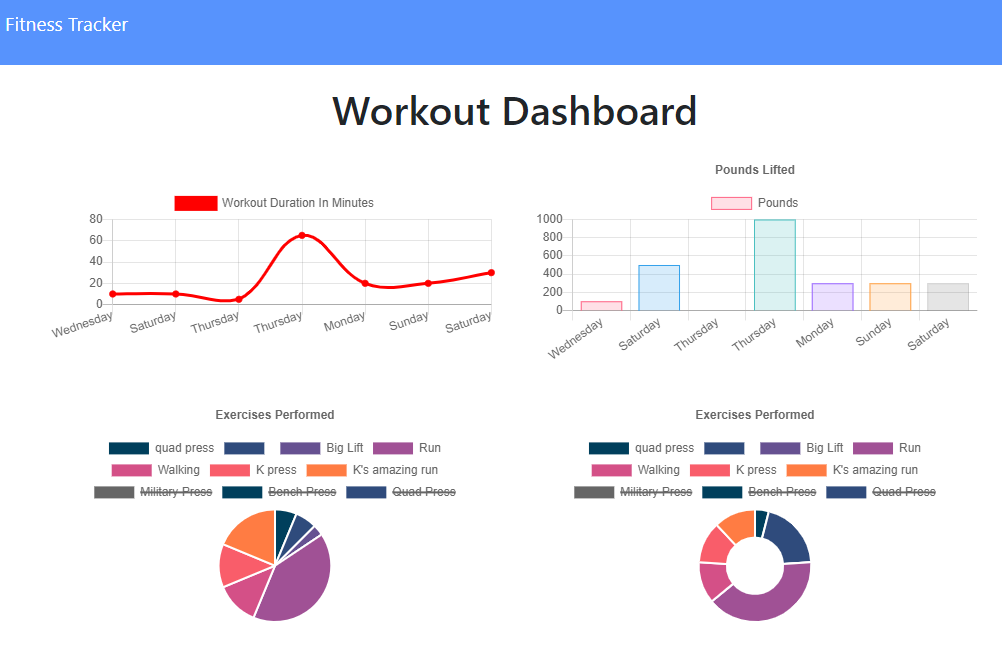 Fitness Tracker
Workout Dashboard
Workout Duration In Minutes
80
60
40
20
0
Wednesday Saturday Thursday Thursday Monday Sunday Saturday
Pounds Lifted
Pounds
1000
800
600
400
200
0
Wednesday Saturday Thursday Thursday Monday Sunday Saturday
Exercises Performed
quad press Big Lift Run
Walking K press K's amazing run
Military Press Bench Press Quad Press
Exercises Performed
quad press Big Lift Run
Walking K press K's amazing run
Military Press Bench Press Quad Press